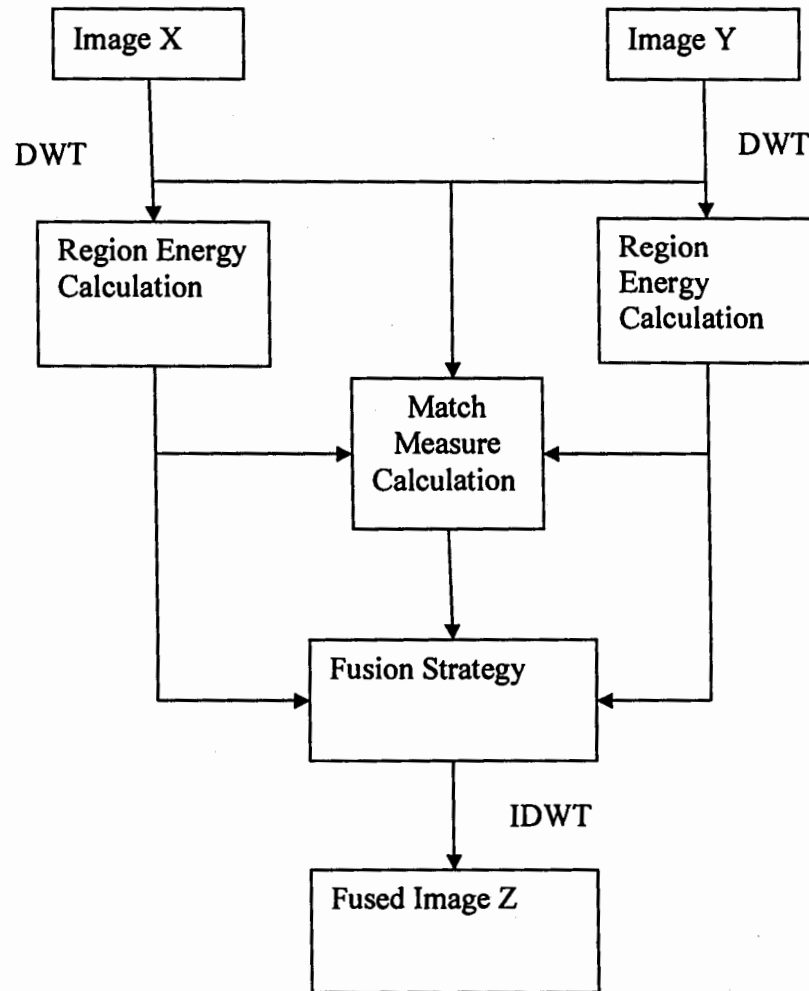 Image X
Image Y
DWT
DWT
Region Energy
Calculation
Region
Energy
Calculation
Match
Measure
Calculation
Fusion Strategy
IDWT
Fused Image Z